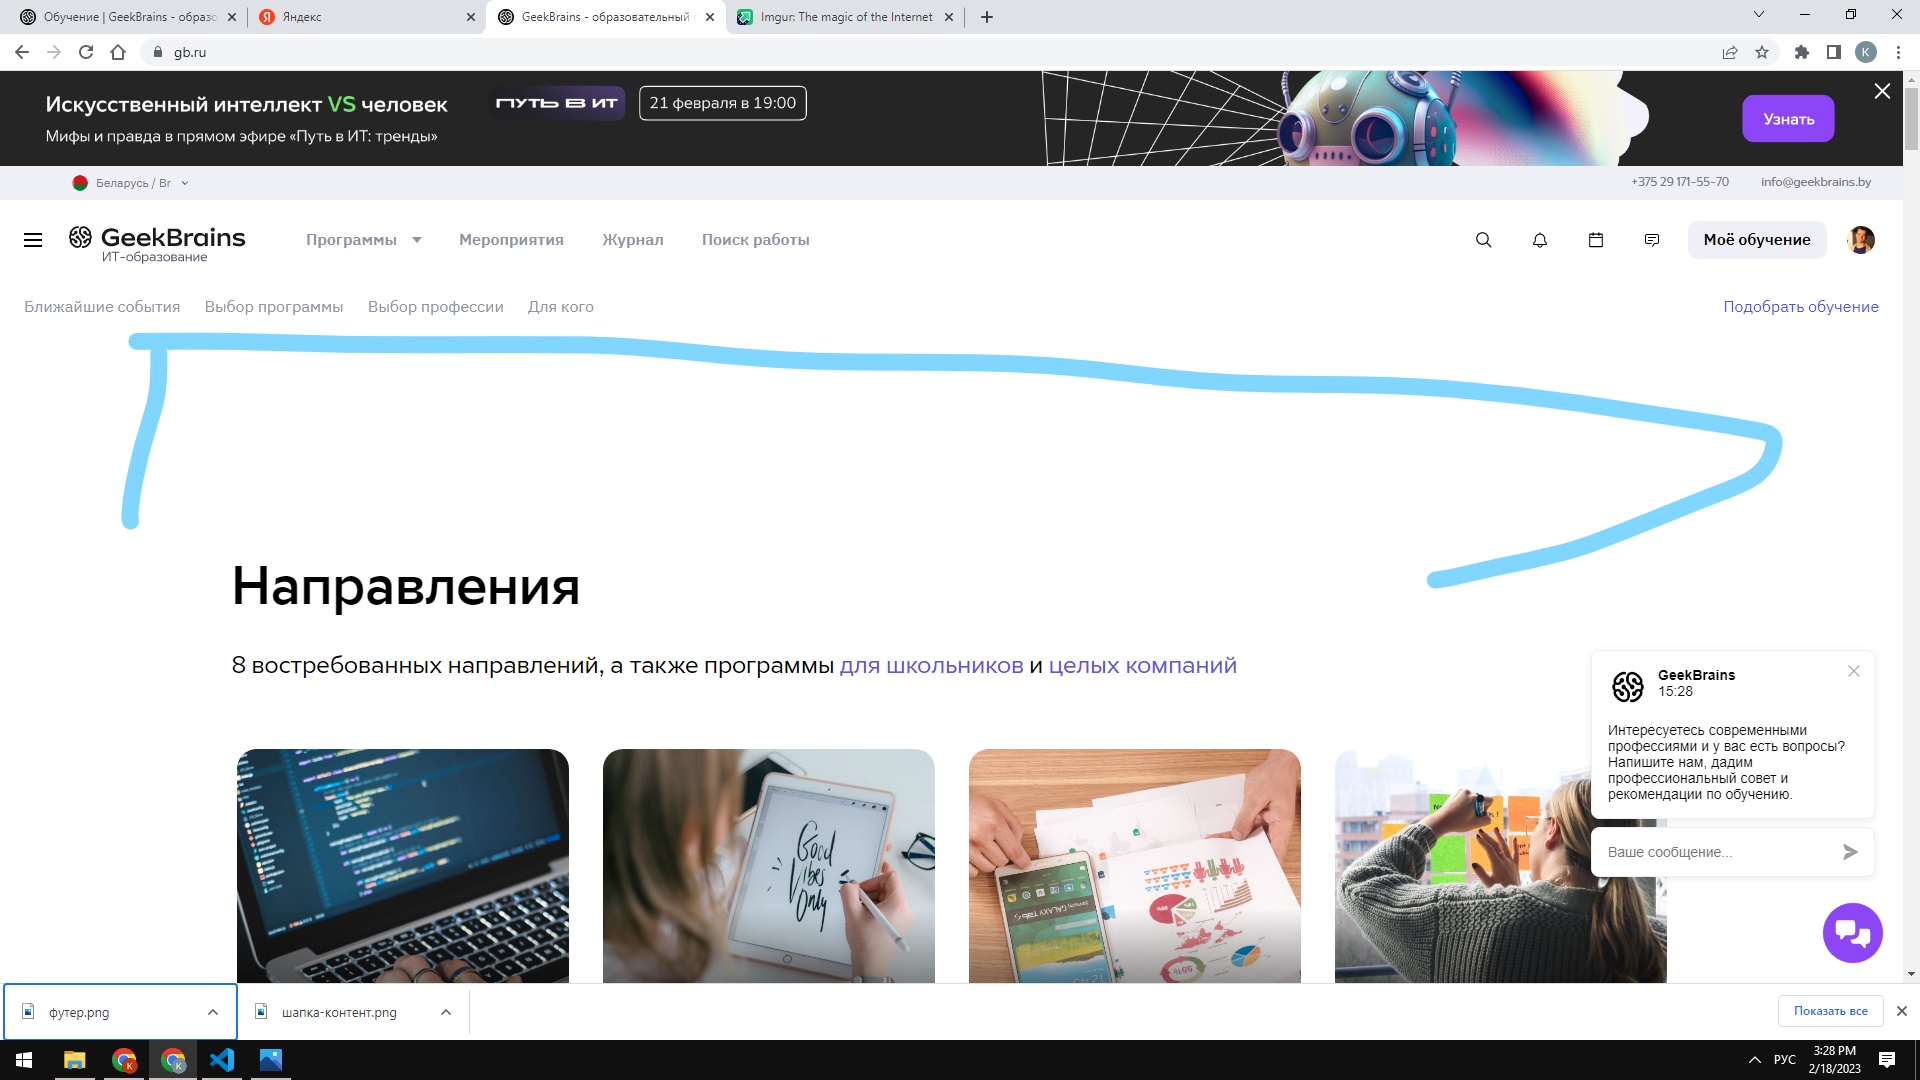 Обучение | GeekBrains - образо
Яндекс
GeekBrains - образовательный
Imgur: The magic of the Internet
gb.ru
K
Искусственный интеллект VS человек
ПУТЬ В ИТ
21 февраля в 19:00
Мифы и правда в прямом эфире «Путь в ИТ: тренды»
Узнать
Беларусь / Br
+375 29 171-55-70
info@geekbrains.by
GeekBrains
ИТ-образование
Программы
Мероприятия
Журнал
Поиск работы
Моё обучение
Ближайшие события
Выбор программы
Выбор профессии
Для кого
Подобрать обучение
Направления
8 востребованных направлений, а также программы для школьников и целых компаний
GeekBrains
15:28
Интересуетесь современными
профессиями и у вас есть вопросы?
Напишите нам, дадим
профессиональный совет и
рекомендации по обучению.
Ваше сообщение...
Good
Vibes
Only
Samsung GALAXY Tab S
55%
футер.png
шапка-контент.png
Показать все
РУС
3:28 PM
2/18/2023